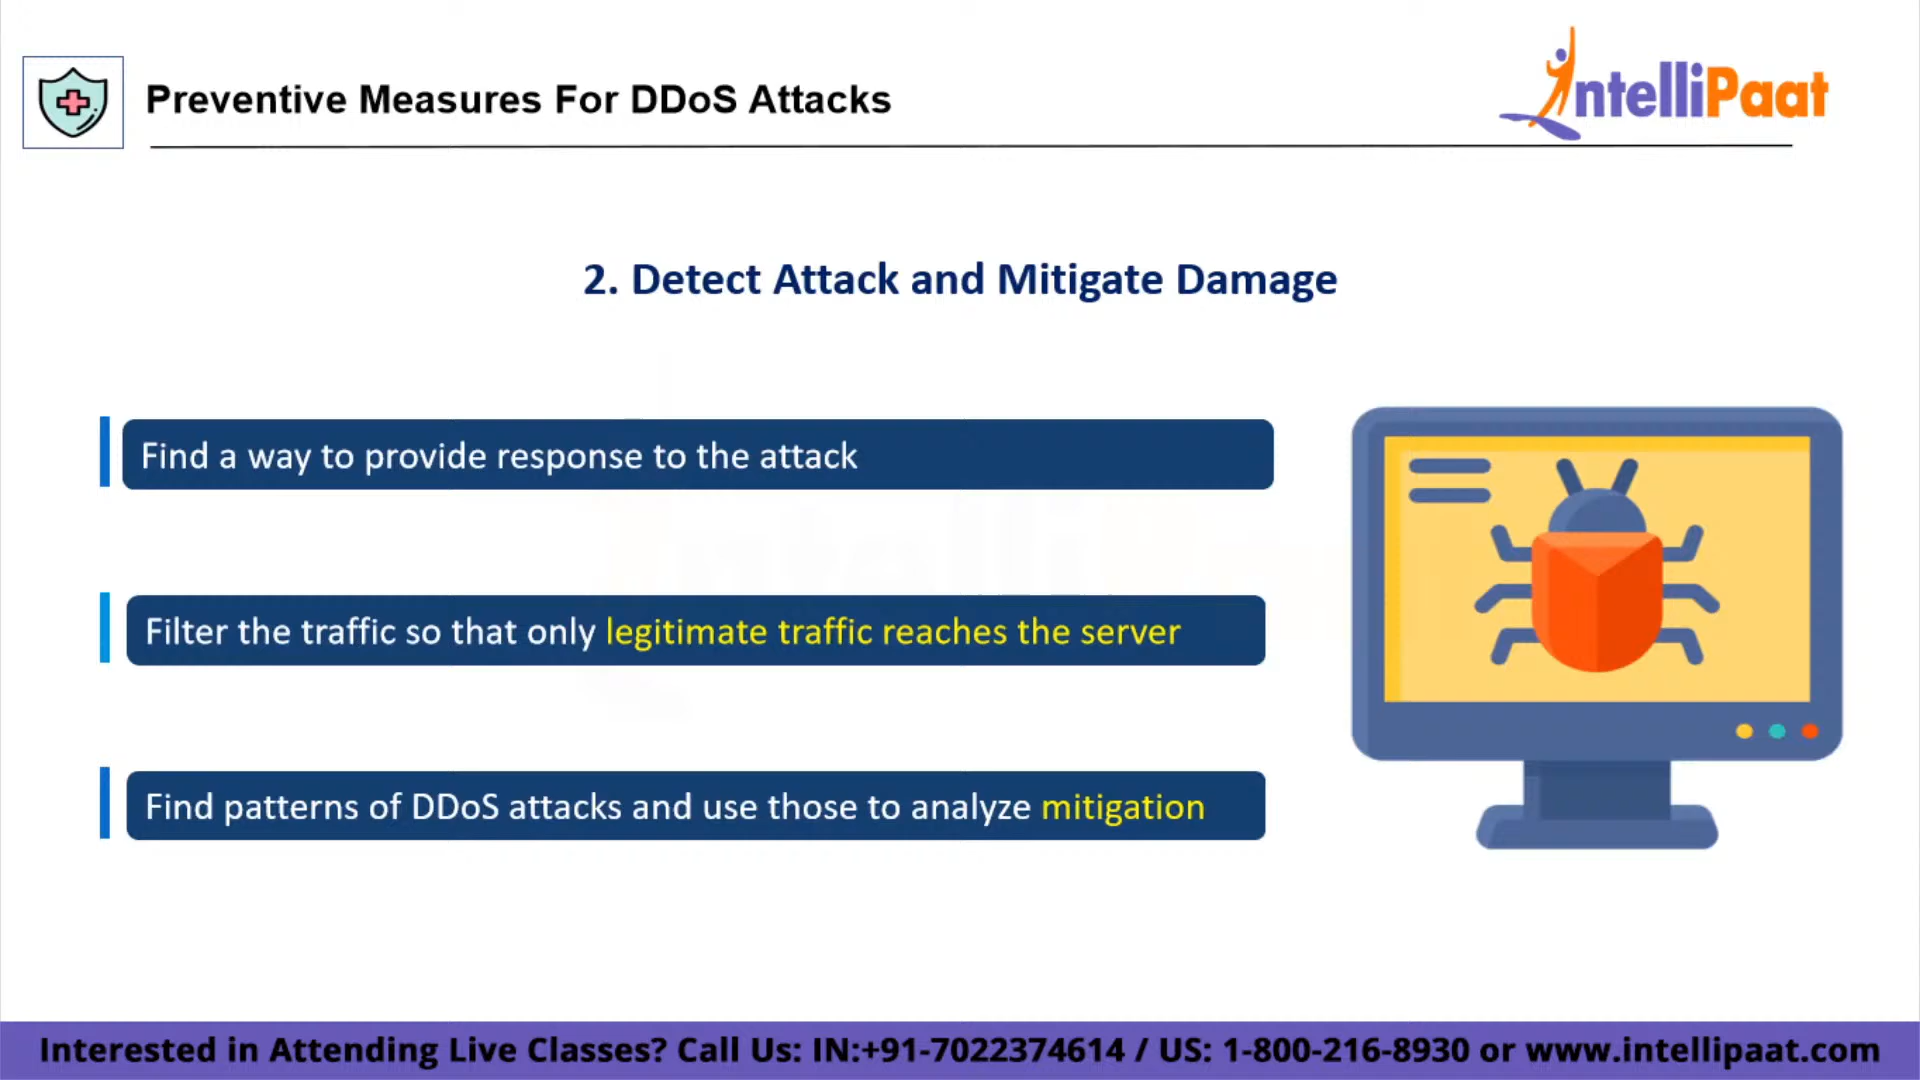 Preventive Measures For DDoS Attacks
IntelliPaat
2. Detect Attack and Mitigate Damage
Find a way to provide response to the attack
Filter the traffic so that only legitimate traffic reaches the server
Find patterns of DDoS attacks and use those to analyze mitigation
Interested in Attending Live Classes? Call Us: IN:+91-7022374614 / US: 1-800-216-8930 or www.intellipaat.com